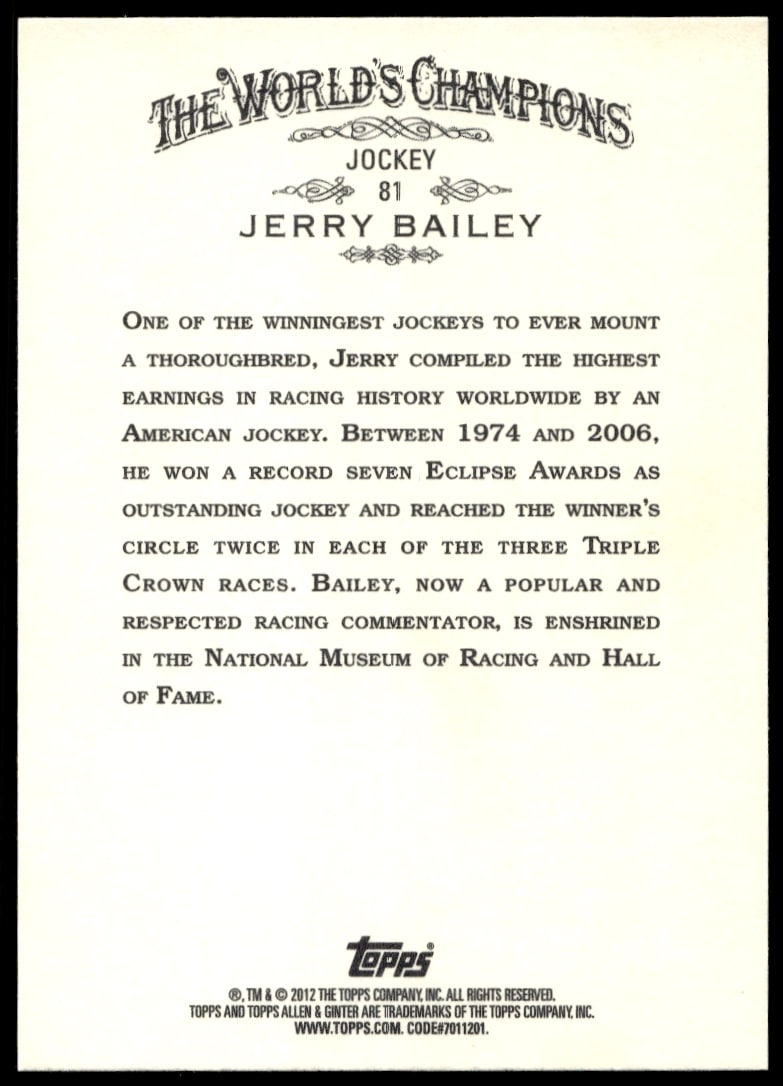 THE WORLD'S CHAMPIONS
JOCKEY
81
JERRY BAILEY
ONE OF THE WINNINGEST JOCKEYS TO EVER MOUNT
A THOROUGHBRED, JERRY COMPILED THE HIGHEST
EARNINGS IN RACING HISTORY WORLDWIDE BY AN
AMERICAN JOCKEY. BETWEEN 1974 AND 2006,
HE WON A RECORD SEVEN ECLIPSE AWARDS AS
OUTSTANDING JOCKEY AND REACHED THE WINNER'S
CIRCLE TWICE IN EACH OF THE THREE TRIPLE
CROWN RACES. BAILEY, NOW A POPULAR AND
RESPECTED RACING COMMENTATOR, IS ENSHRINED
IN THE NATIONAL MUSEUM OF RACING AND HALL
OF FAME.
topps®
®, TM & © 2012 THE TOPPS COMPANY, INC. ALL RIGHTS RESERVED.
TOPPS AND TOPPS ALLEN & GINTER ARE TRADEMARKS OF THE TOPPS COMPANY, INC.
WWW.TOPPS.COM. CODE#7011201.